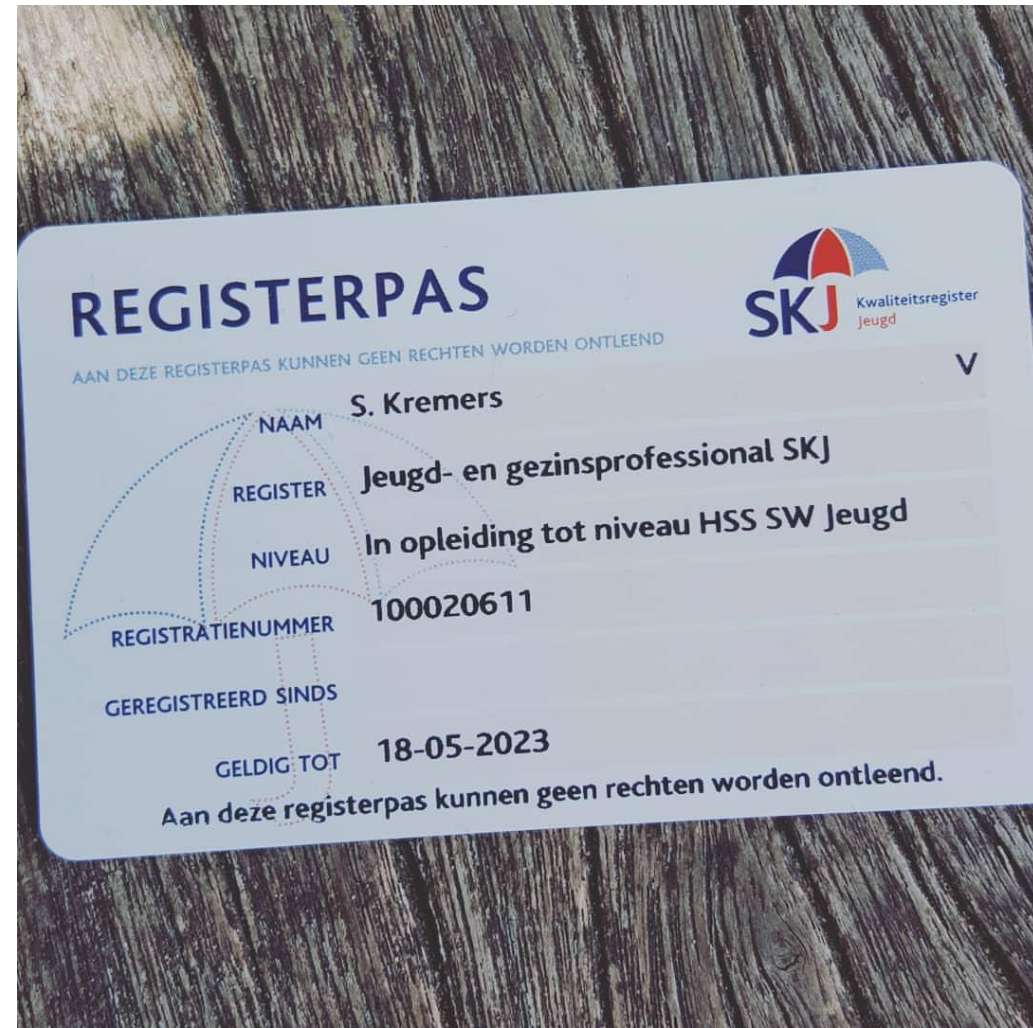 REGISTERPAS
SKJ Kwaliteitsregister
Jeugd
AAN DEZE REGISTERPAS KUNNEN GEEN RECHTEN WORDEN ONTLEEND
NAAM S. Kremers V
REGISTER Jeugd- en gezinsprofessional SKJ
NIVEAU In opleiding tot niveau HSS SW Jeugd
REGISTRATIENUMMER 100020611
GEREGISTREERD SINDS
GELDIG TOT 18-05-2023
Aan deze registerpas kunnen geen rechten worden ontleend.